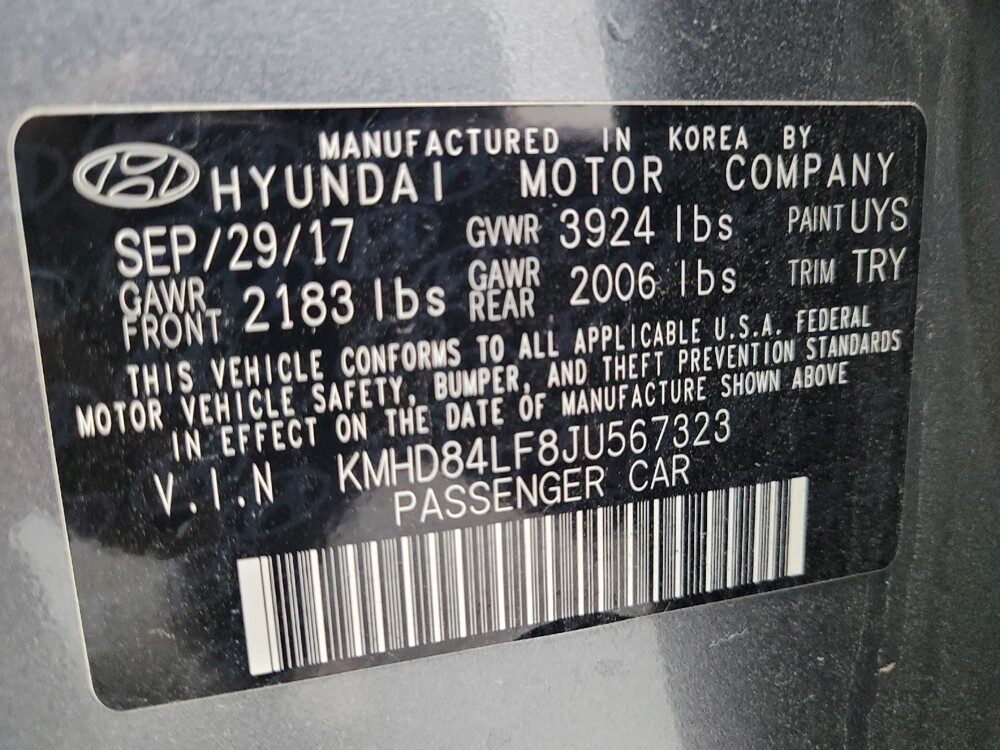 MANUFACTURED IN KOREA BY
HYUNDAI MOTOR COMPANY
SEP/29/17 GVWR 3924 lbs PAINT UYS
GAWR FRONT 2183 lbs GAWR REAR 2006 lbs TRIM TRY
THIS VEHICLE CONFORMS TO ALL APPLICABLE U.S.A. FEDERAL
MOTOR VEHICLE SAFETY, BUMPER, AND THEFT PREVENTION STANDARDS
IN EFFECT ON THE DATE OF MANUFACTURE SHOWN ABOVE
V.I.N KMHD84LF8JU567323
PASSENGER CAR